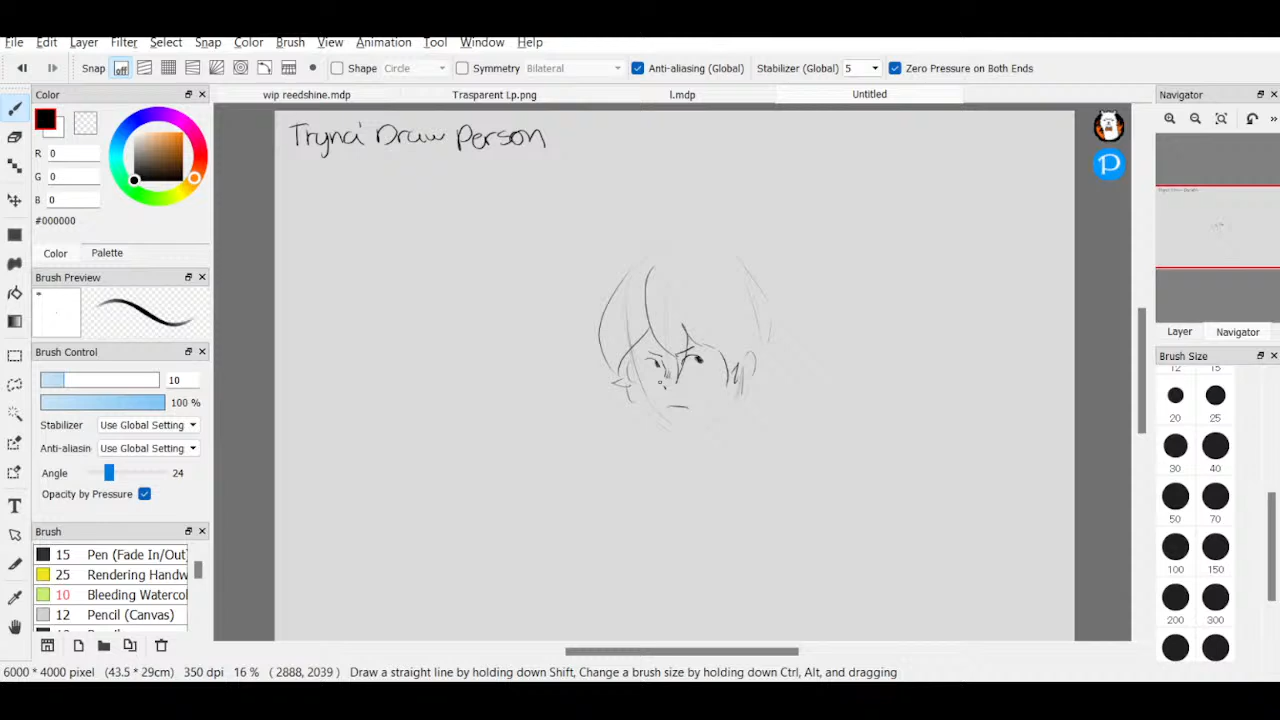 File Edit Layer Filter Select Snap Color Brush View Animation Tool Window Help
Snap off Shape Circle Symmetry Bilateral Anti-aliasing (Global) Stabilizer (Global) 5 Zero Pressure on Both Ends
Color
wip reedshine.mdp Trasparent Lp.png l.mdp Untitled
Navigator
R 0
G 0
B 0
#000000
Color Palette
Brush Preview
Brush Control
10
100 %
Stabilizer Use Global Setting
Anti-aliasin Use Global Setting
Angle 24
Opacity by Pressure
Brush
15 Pen (Fade In/Out)
25 Rendering Handw
10 Bleeding Watercol
12 Pencil (Canvas)
T
Draw Person
P
Layer Navigator
Brush Size
12 15
20 25
30 40
50 70
100 150
200 300
6000 * 4000 pixel (43.5 * 29cm) 350 dpi 16 % ( 2888, 2039 ) Draw a straight line by holding down Shift, Change a brush size by holding down Ctrl, Alt, and dragging